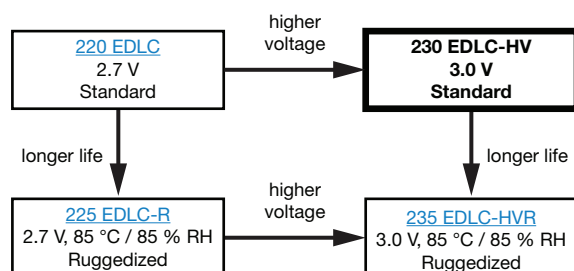 220 EDLC
2.7 V
Standard
higher
voltage
230 EDLC-HV
3.0 V
Standard
longer life
longer life
225 EDLC-R
2.7 V, 85 °C / 85 % RH
Ruggedized
higher
voltage
235 EDLC-HVR
3.0 V, 85 °C / 85 % RH
Ruggedized